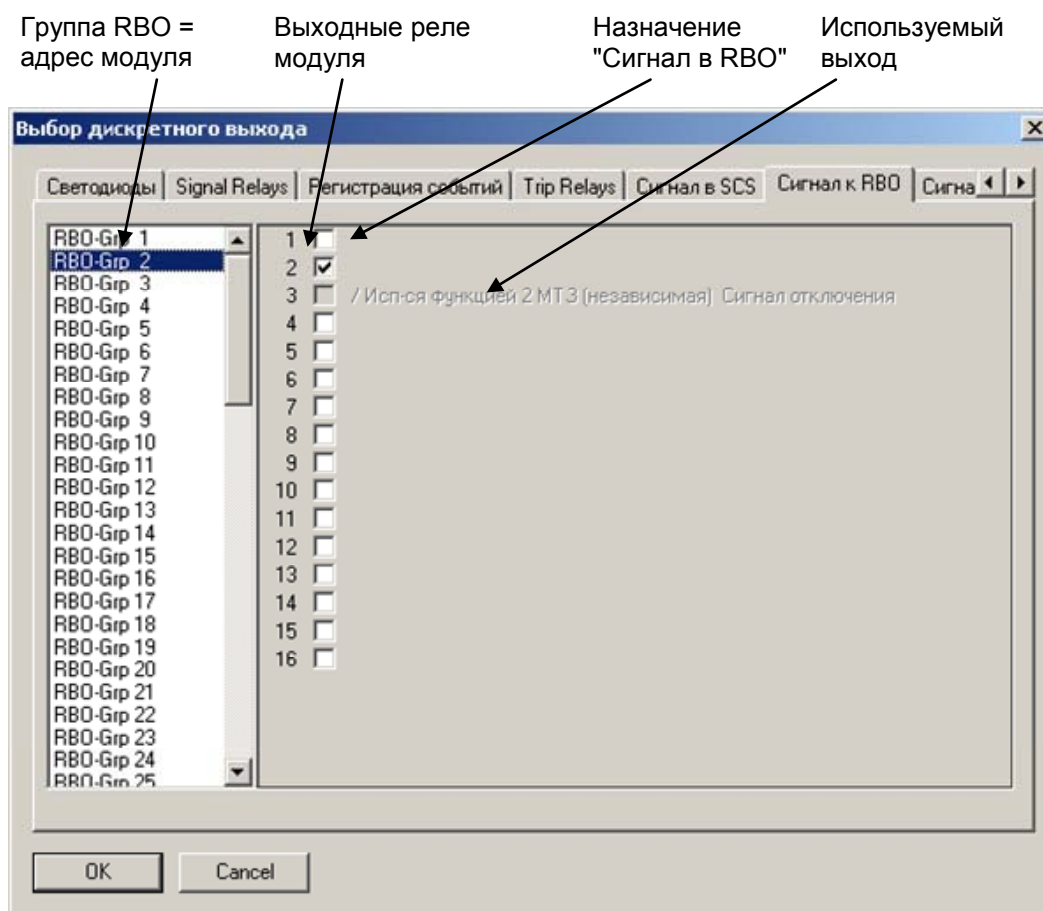 Группа RBO =
адрес модуля
Выходные реле
модуля
Назначение
"Сигнал в RBO"
Используемый
выход
Выбор дискретного выхода
Светодиоды
Signal Relays
Регистрация событий
Trip Relays
Сигнал в SCS
Сигнал к RBO
Сигна
RBO-Grp 1
RBO-Grp 2
RBO-Grp 3
RBO-Grp 4
RBO-Grp 5
RBO-Grp 6
RBO-Grp 7
RBO-Grp 8
RBO-Grp 9
RBO-Grp 10
RBO-Grp 11
RBO-Grp 12
RBO-Grp 13
RBO-Grp 14
RBO-Grp 15
RBO-Grp 16
RBO-Grp 17
RBO-Grp 18
RBO-Grp 19
RBO-Grp 20
RBO-Grp 21
RBO-Grp 22
RBO-Grp 23
RBO-Grp 24
RBO-Grp 25
1
2
3 / Исп-ся функцией 2 МТЗ (независимая) Сигнал отключения
4
5
6
7
8
9
10
11
12
13
14
15
16
OK
Cancel